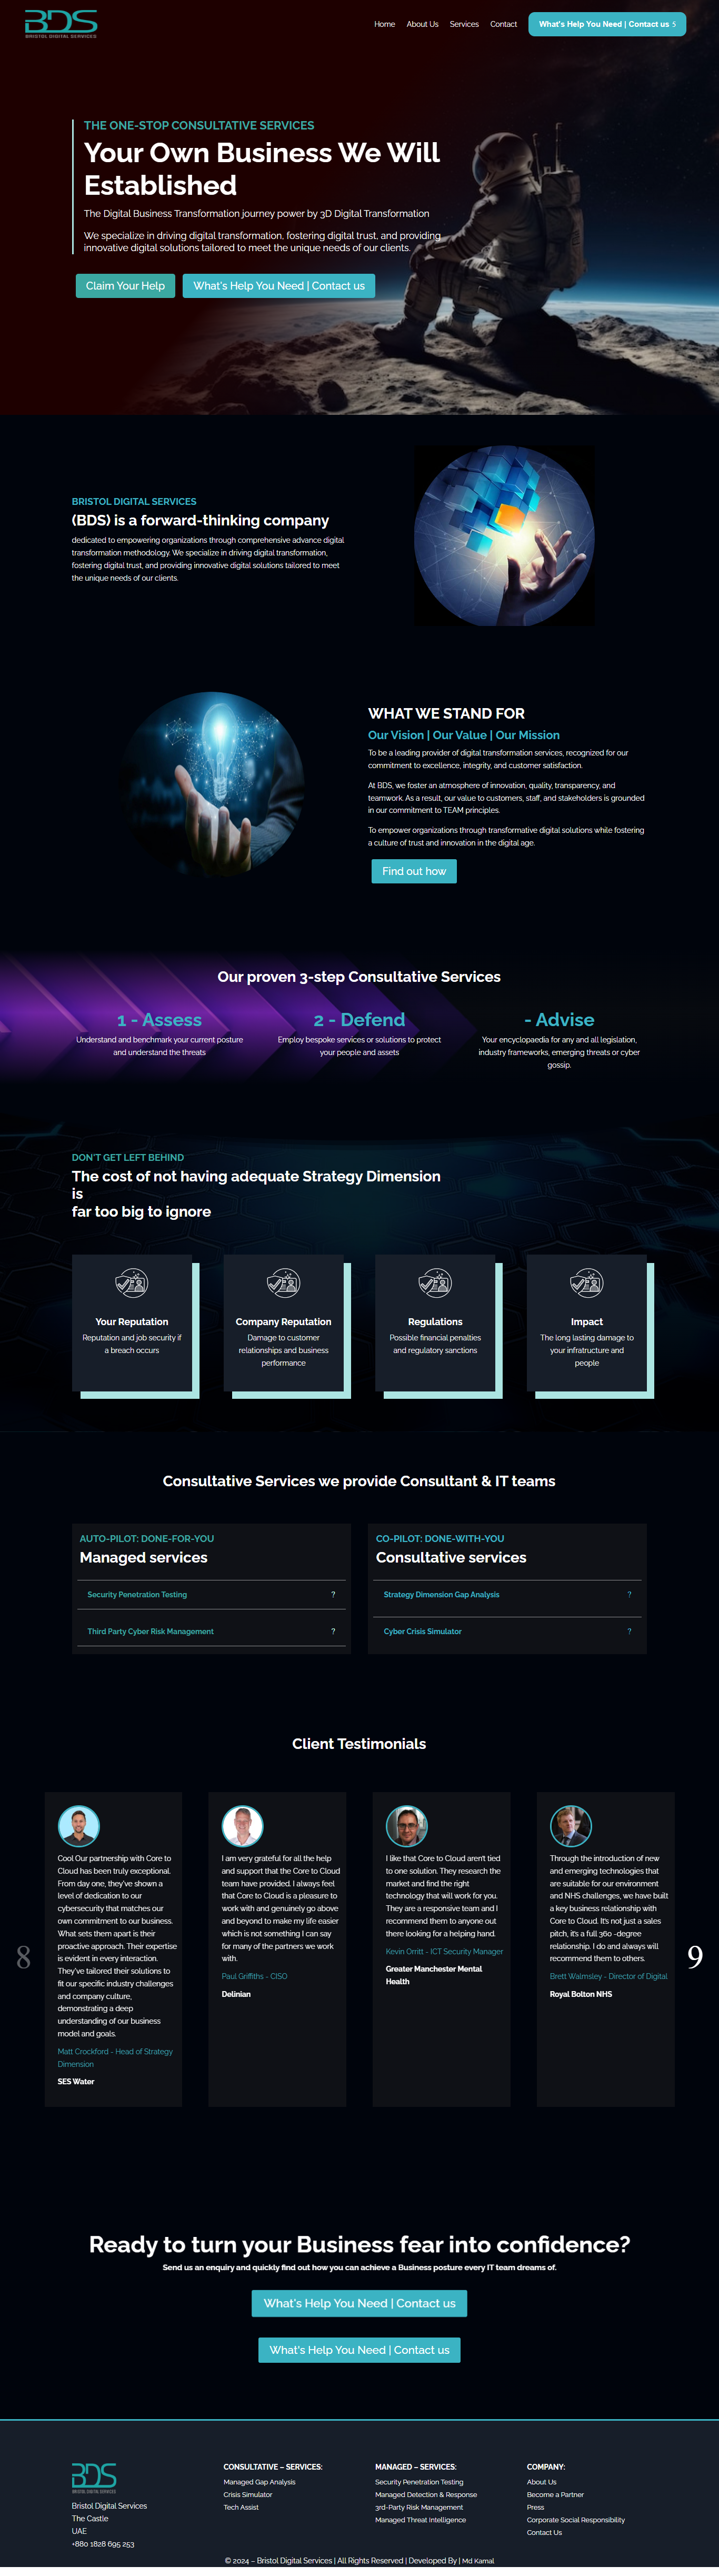 BDS
BRISTOL DIGITAL SERVICES
Home
About Us
Services
Contact
What's Help You Need | Contact us 5
THE ONE-STOP CONSULTATIVE SERVICES
Your Own Business We Will
Established
The Digital Business Transformation journey power by 3D Digital Transformation
We specialize in driving digital transformation, fostering digital trust, and providing
innovative digital solutions tailored to meet the unique needs of our clients.
Claim Your Help
What's Help You Need | Contact us
BRISTOL DIGITAL SERVICES
(BDS) is a forward-thinking company
dedicated to empowering organizations through comprehensive advance digital
transformation methodology. We specialize in driving digital transformation,
fostering digital trust, and providing innovative digital solutions tailored to meet
the unique needs of our clients.
WHAT WE STAND FOR
Our Vision | Our Value | Our Mission
To be a leading provider of digital transformation services, recognized for our
commitment to excellence, integrity, and customer satisfaction.
At BDS, we foster an atmosphere of innovation, quality, transparency, and
teamwork. As a result, our value to customers, staff, and stakeholders is grounded
in our commitment to TEAM principles.
To empower organizations through transformative digital solutions while fostering
a culture of trust and innovation in the digital age.
Find out how
Our proven 3-step Consultative Services
1 - Assess
Understand and benchmark your current posture
and understand the threats
2 - Defend
Employ bespoke services or solutions to protect
your people and assets
- Advise
Your encyclopaedia for any and all legislation,
industry frameworks, emerging threats or cyber
gossip.
DON'T GET LEFT BEHIND
The cost of not having adequate Strategy Dimension
is
far too big to ignore
Your Reputation
Reputation and job security if
a breach occurs
Company Reputation
Damage to customer
relationships and business
performance
Regulations
Possible financial penalties
and regulatory sanctions
Impact
The long lasting damage to
your infratructure and
people
Consultative Services we provide Consultant & IT teams
AUTO-PILOT: DONE-FOR-YOU
Managed services
Security Penetration Testing ?
Third Party Cyber Risk Management ?
CO-PILOT: DONE-WITH-YOU
Consultative services
Strategy Dimension Gap Analysis ?
Cyber Crisis Simulator ?
Client Testimonials
8
Cool Our partnership with Core to
Cloud has been truly exceptional.
From day one, they've shown a
level of dedication to our
cybersecurity that matches our
own commitment to our business.
What sets them apart is their
proactive approach. Their expertise
is evident in every interaction.
They've tailored their solutions to
fit our specific industry challenges
and company culture,
demonstrating a deep
understanding of our business
model and goals.
Matt Crockford - Head of Strategy
Dimension
SES Water
I am very grateful for all the help
and support that the Core to Cloud
team have provided. I always feel
that Core to Cloud is a pleasure to
work with and genuinely go above
and beyond to make my life easier
which is not something I can say
for many of the partners we work
with.
Paul Griffiths - CISO
Delinian
I like that Core to Cloud aren't tied
to one solution. They research the
market and find the right
technology that will work for you.
They are a responsive team and I
recommend them to anyone out
there looking for a helping hand.
Kevin Orritt - ICT Security Manager
Greater Manchester Mental
Health
Through the introduction of new
and emerging technologies that
are suitable for our environment
and NHS challenges, we have built
a key business relationship with
Core to Cloud. It's not just a sales
pitch, it's a full 360 -degree
relationship. I do and always will
recommend them to others.
Brett Walmsley - Director of Digital
Royal Bolton NHS
9
Ready to turn your Business fear into confidence?
Send us an enquiry and quickly find out how you can achieve a Business posture every IT team dreams of.
What's Help You Need | Contact us
What's Help You Need | Contact us
BDS
BRISTOL DIGITAL SERVICES
Bristol Digital Services
The Castle
UAE
+880 1828 695 253
CONSULTATIVE – SERVICES:
Managed Gap Analysis
Crisis Simulator
Tech Assist
MANAGED – SERVICES:
Security Penetration Testing
Managed Detection & Response
3rd-Party Risk Management
Managed Threat Intelligence
COMPANY:
About Us
Become a Partner
Press
Corporate Social Responsibility
Contact Us
© 2024 – Bristol Digital Services | All Rights Reserved | Developed By | Md Kamal